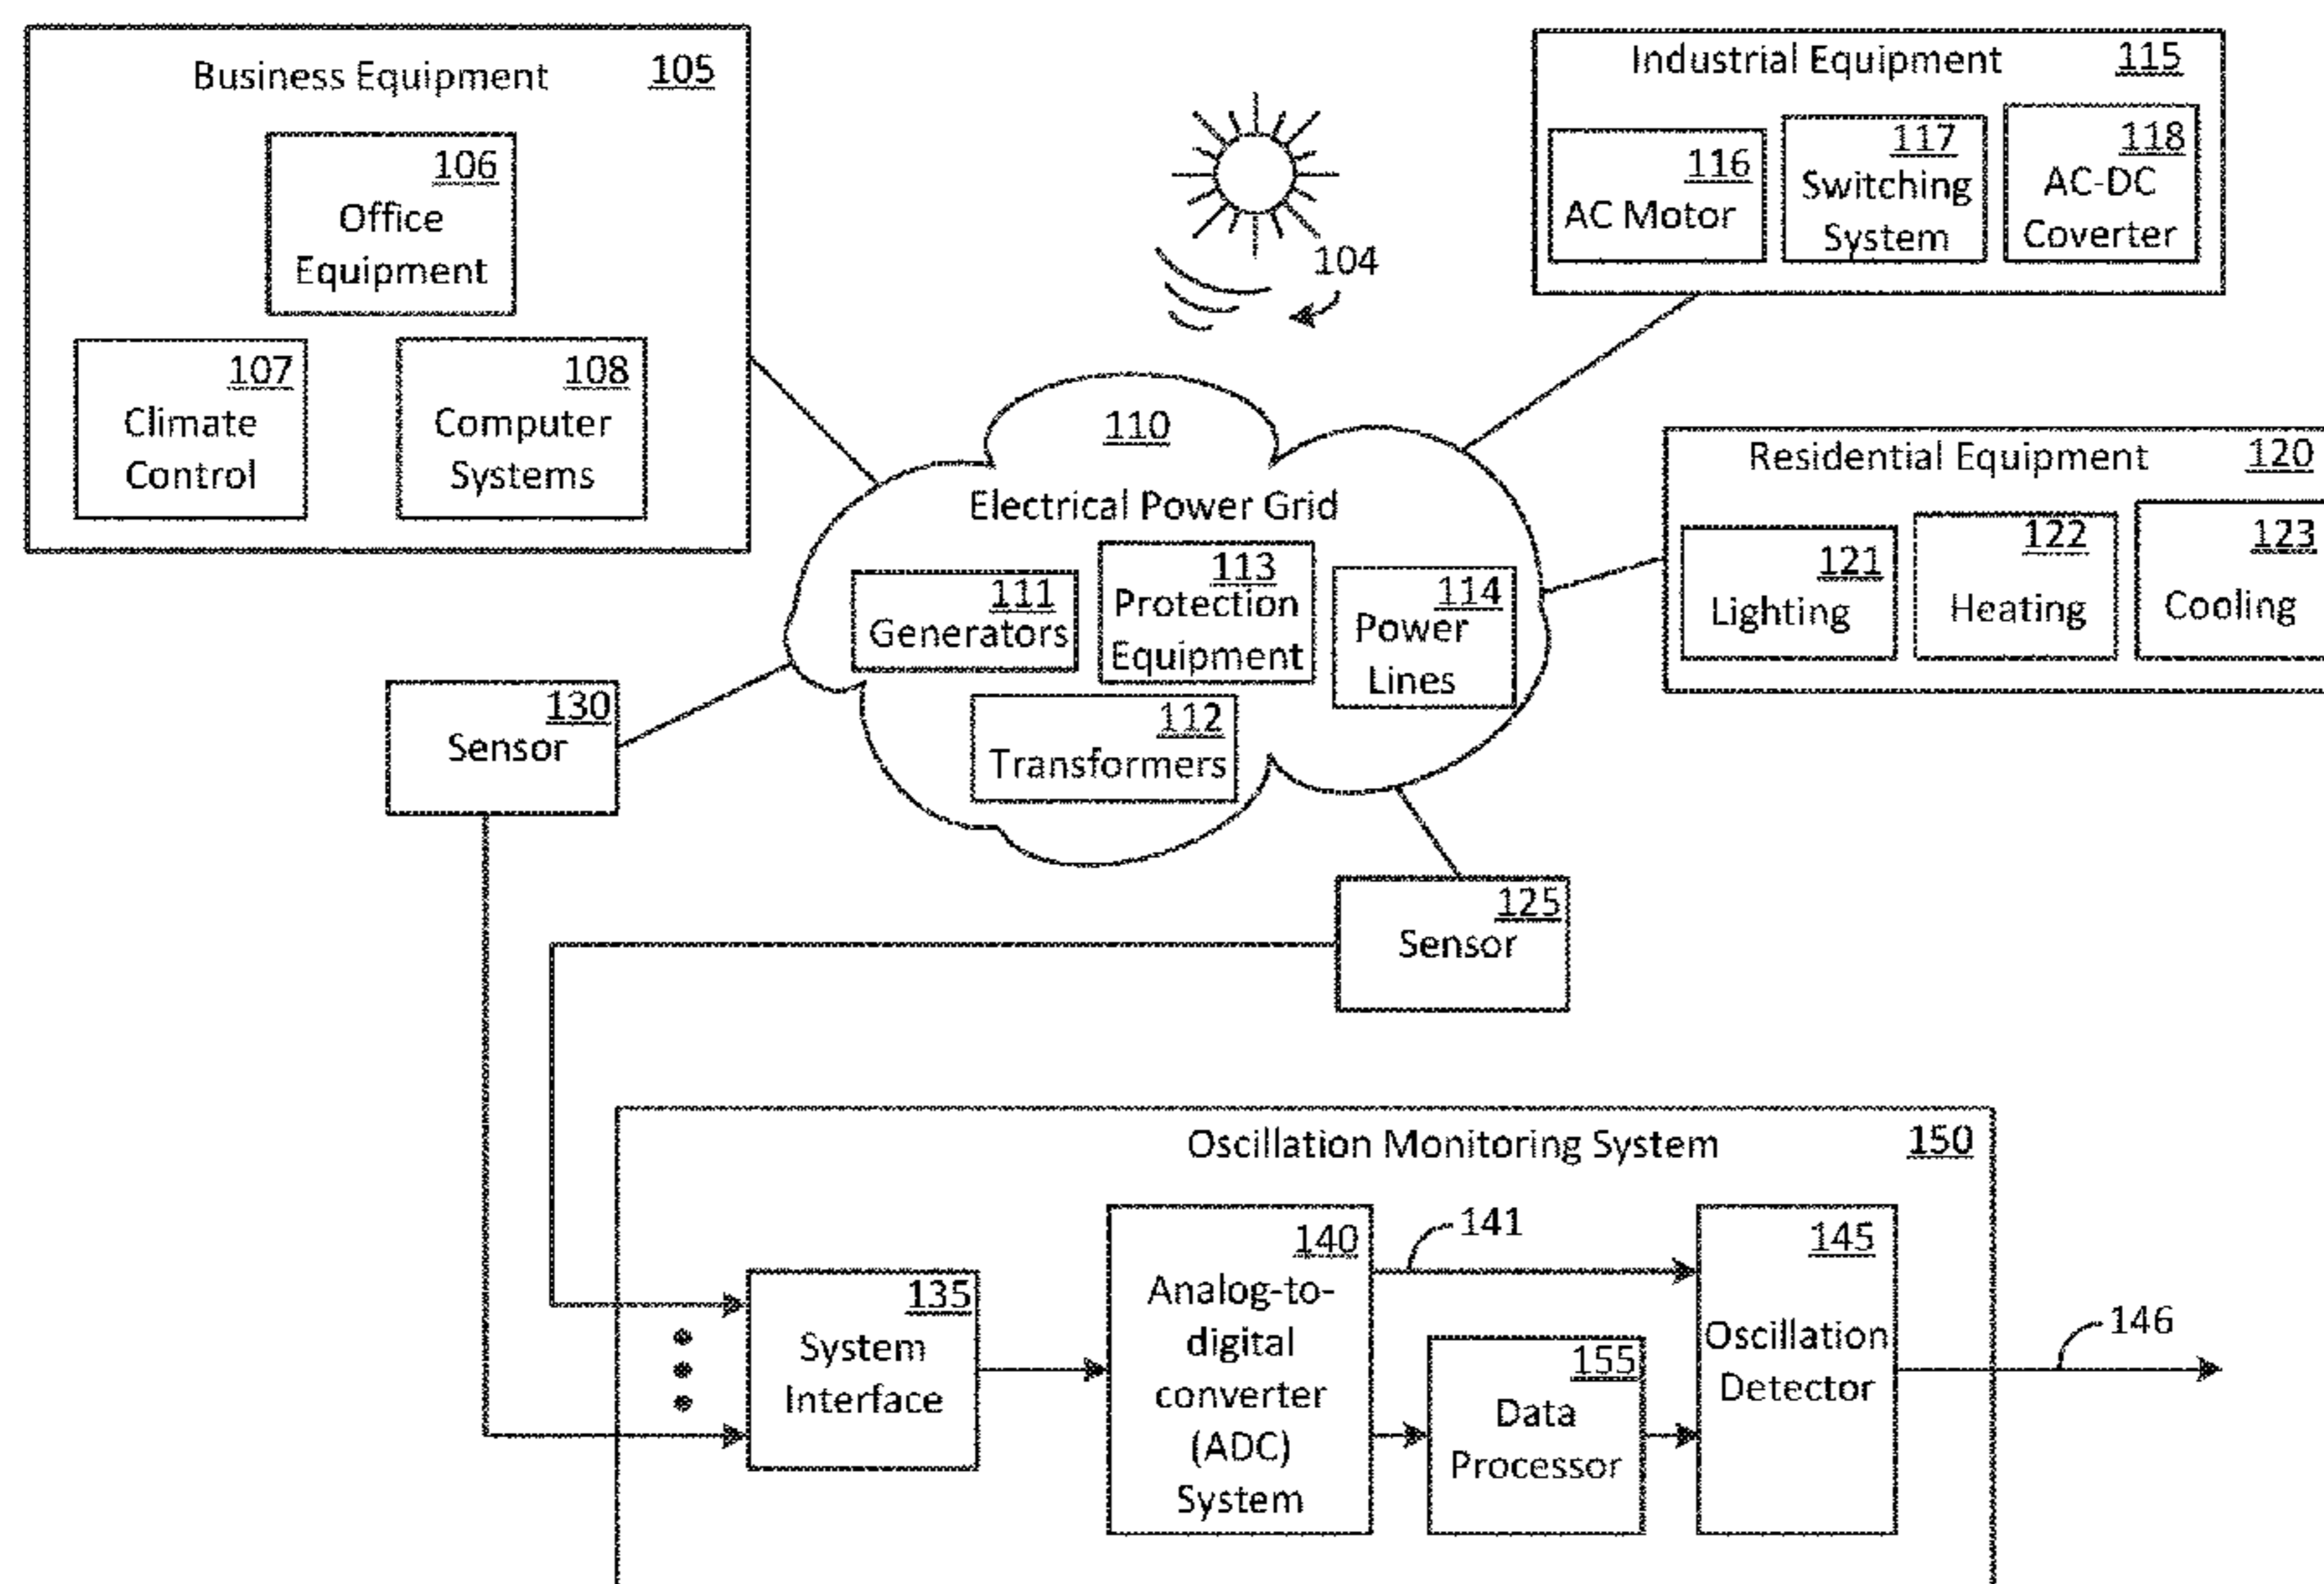 Business Equipment 105
106
Office
Equipment
107
Climate
Control
108
Computer
Systems
104
Industrial Equipment 115
116
AC Motor
117
Switching
System
118
AC-DC
Coverter
110
Electrical Power Grid
111
Generators
113
Protection
Equipment
114
Power
Lines
112
Transformers
Residential Equipment 120
121
Lighting
122
Heating
123
Cooling
130
Sensor
125
Sensor
Oscillation Monitoring System 150
135
System
Interface
140
Analog-to-
digital
converter
(ADC)
System
141
155
Data
Processor
145
Oscillation
Detector
146